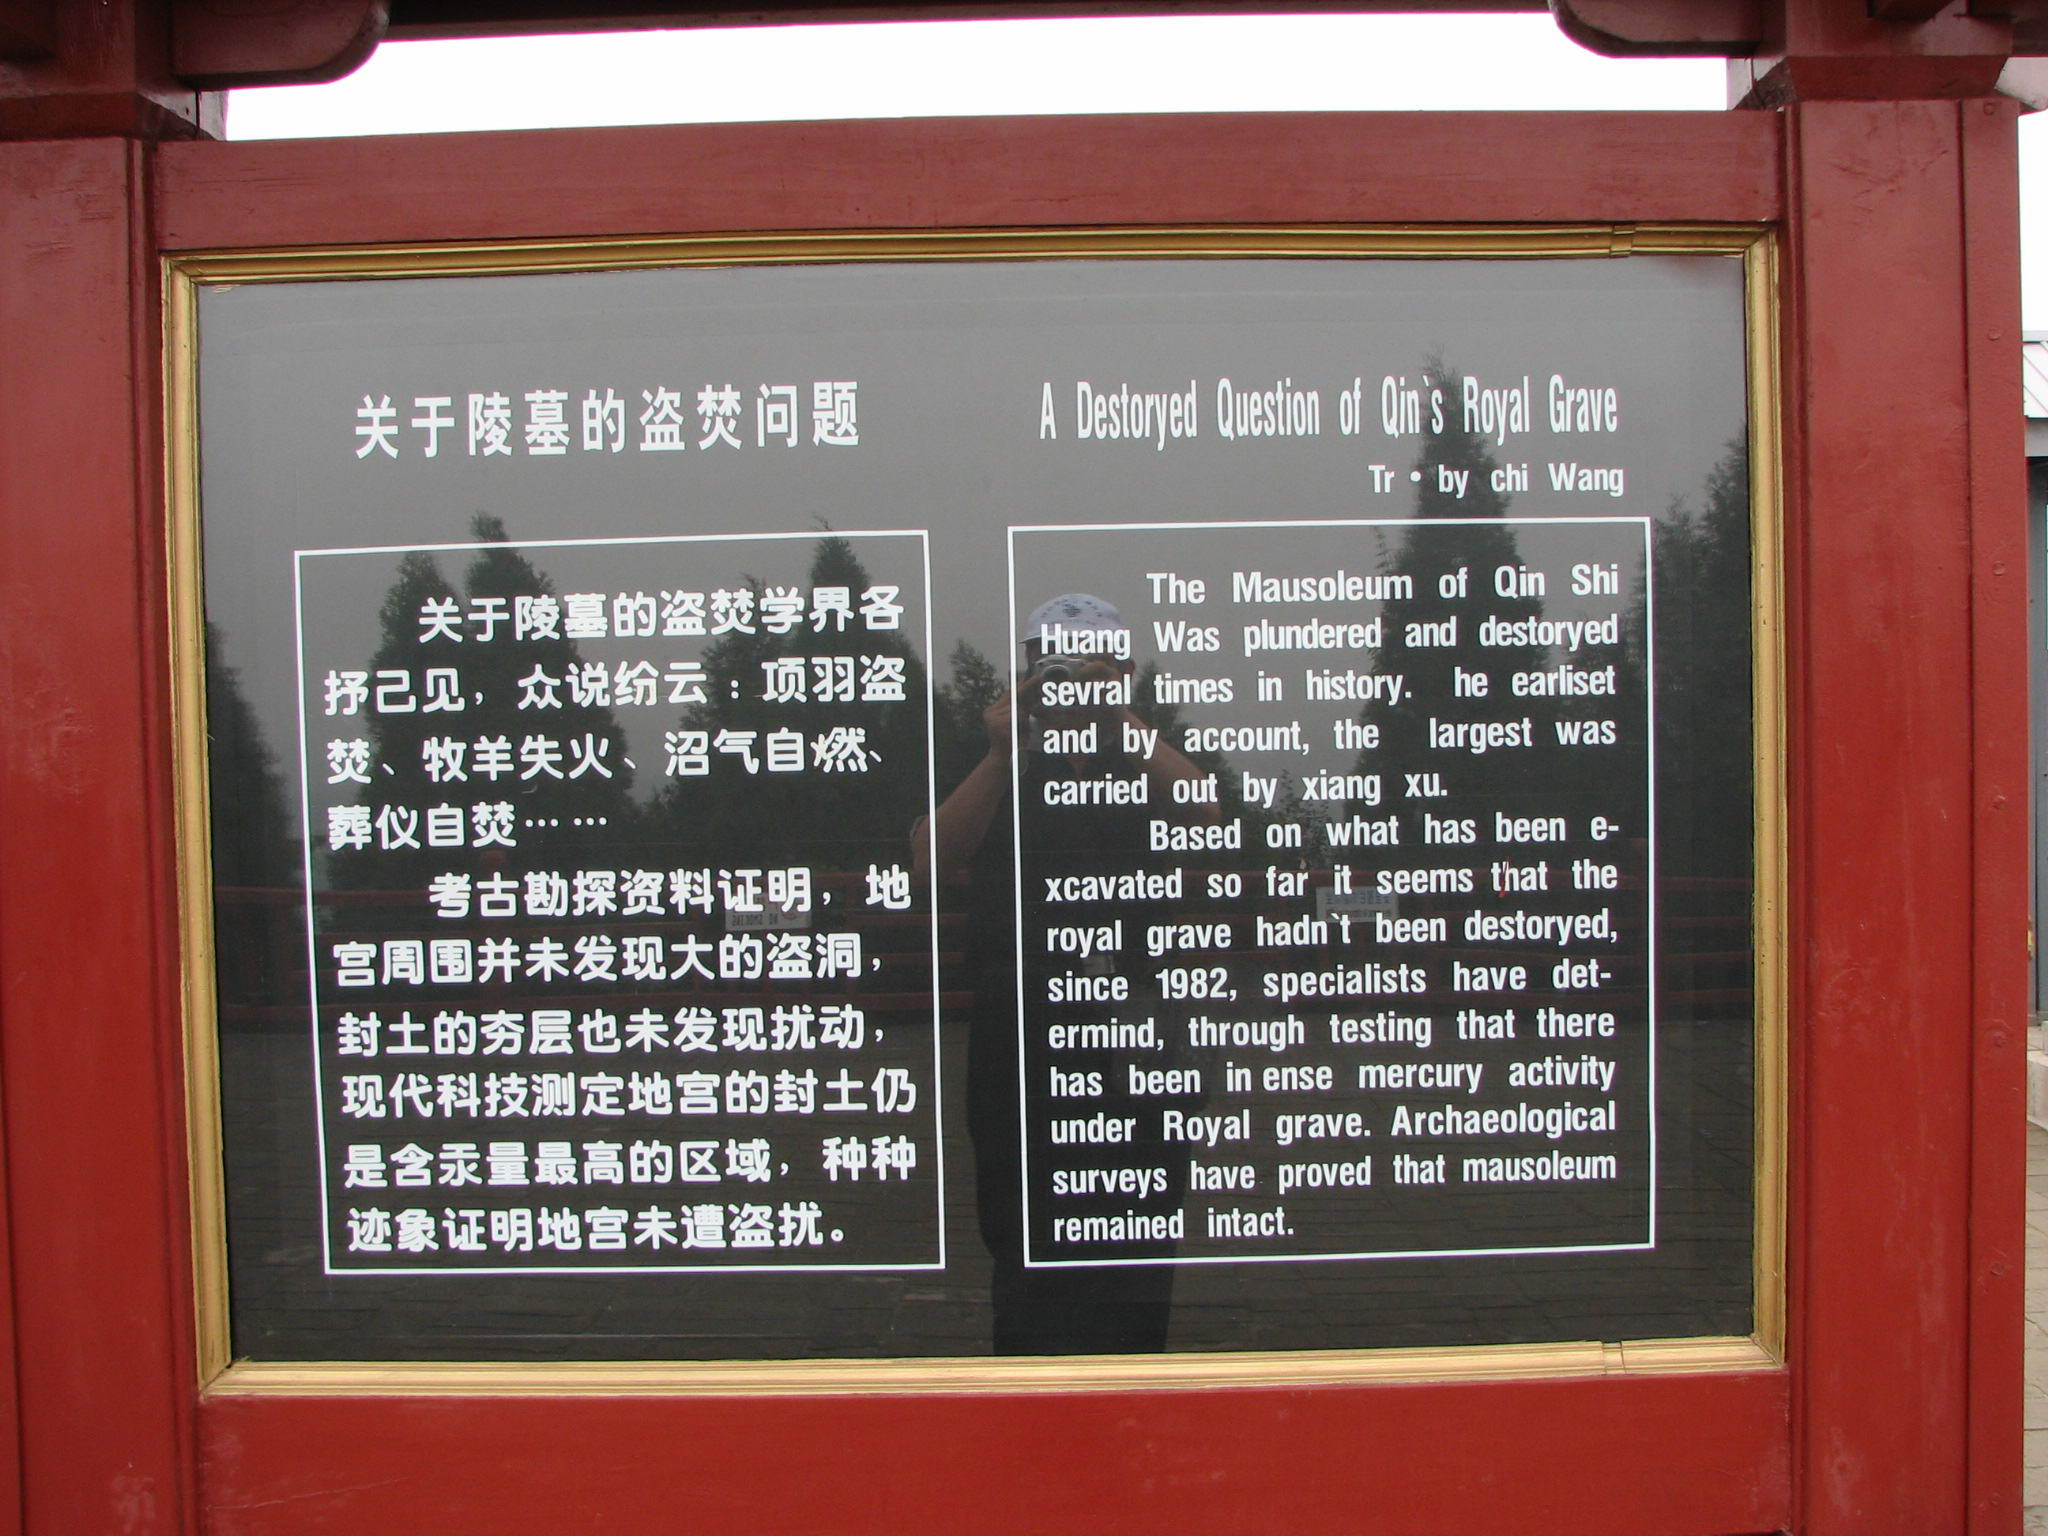 关于陵墓的盗焚问题
关于陵墓的盗焚学界各
抒己见，众说纷云：项羽盗
焚、牧羊失火、沼气自燃、
葬仪自焚……
考古勘探资料证明，地
宫周围并未发现大的盗洞，
封土的夯层也未发现扰动，
现代科技测定地宫的封土仍
是含汞量最高的区域，种种
迹象证明地宫未遭盗扰。
A Destoryed Question of Qin`s Royal Grave
Tr · by chi Wang
The Mausoleum of Qin Shi
Huang Was plundered and destoryed
sevral times in history. he earliset
and by account, the largest was
carried out by xiang xu.
Based on what has been e-
xcavated so far it seems that the
royal grave hadn`t been destoryed,
since 1982, specialists have det-
ermind, through testing that there
has been in ense mercury activity
under Royal grave. Archaeological
surveys have proved that mausoleum
remained intact.